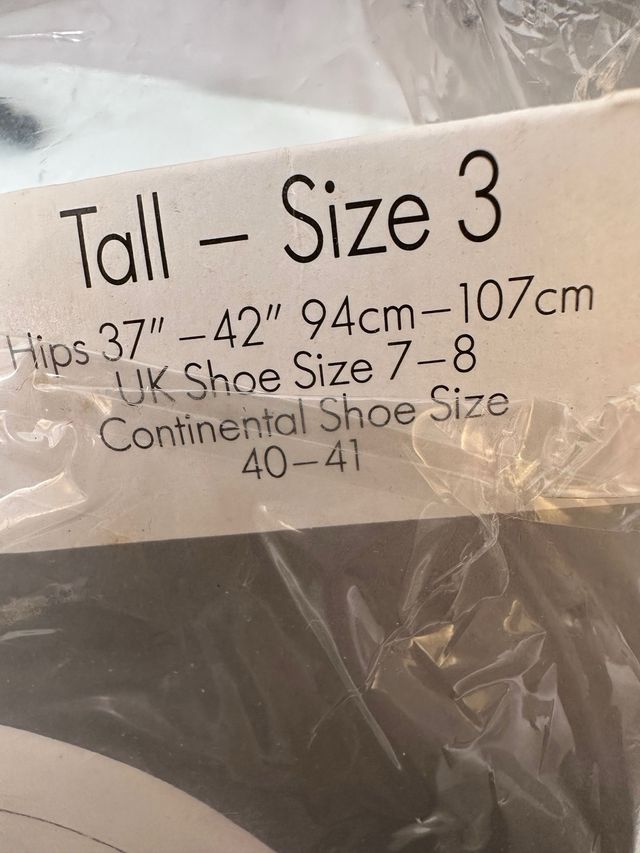 Tall – Size 3
Hips 37" – 42" 94cm–107cm
UK Shoe Size 7–8
Continental Shoe Size
40–41